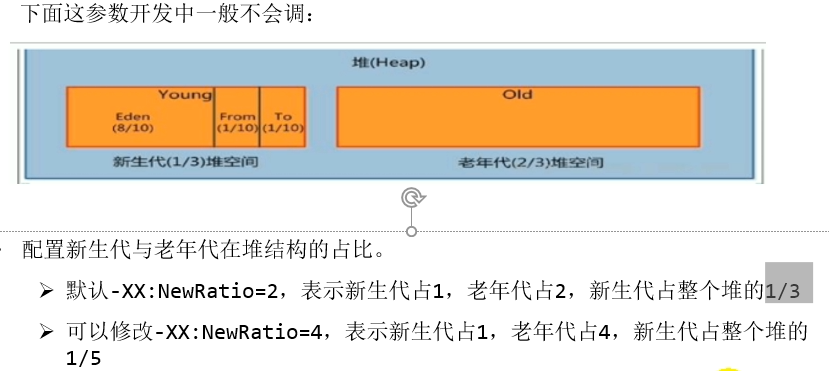 下面这参数开发中一般不会调：
堆(Heap)
Young
Eden
(8/10)
From
(1/10)
To
(1/10)
Old
新生代(1/3)堆空间
老年代(2/3)堆空间
配置新生代与老年代在堆结构的占比。
➢ 默认-XX:NewRatio=2，表示新生代占1，老年代占2，新生代占整个堆的1/3
➢ 可以修改-XX:NewRatio=4，表示新生代占1，老年代占4，新生代占整个堆的
1/5